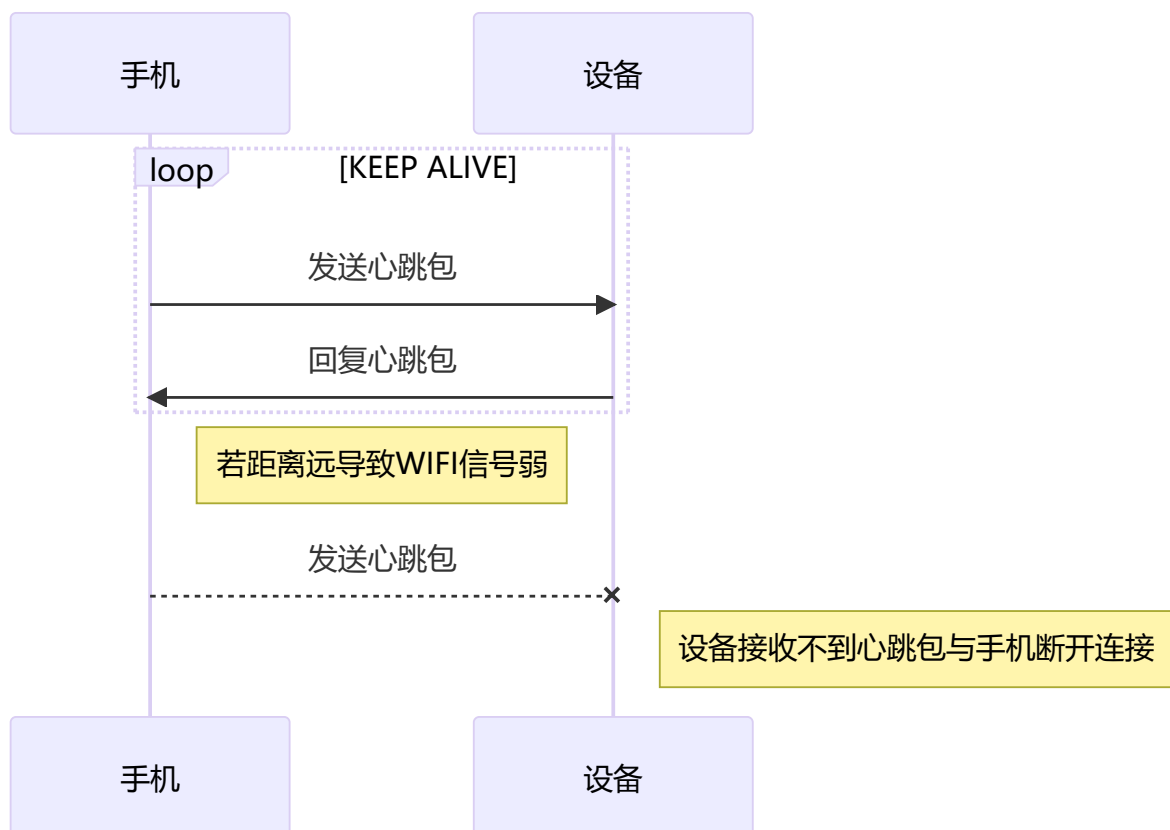 手机
设备
loop
[KEEP ALIVE]
发送心跳包
回复心跳包
若距离远导致WIFI信号弱
发送心跳包
设备接收不到心跳包与手机断开连接
手机
设备